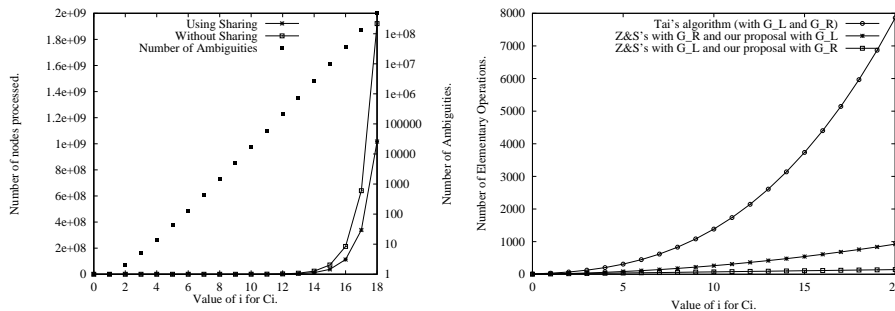 2e+09
1.8e+09
1.6e+09
1.4e+09
1.2e+09
1e+09
8e+08
6e+08
4e+08
2e+08
0
Number of nodes processed.
Using Sharing
Without Sharing
Number of Ambiguities
1e+08
1e+07
1e+06
100000
10000
1000
100
10
1
Number of Ambiguities.
0 2 4 6 8 10 12 14 16 18
Value of i for Ci.
8000
7000
6000
5000
4000
3000
2000
1000
0
Number of Elementary Operations.
Tai's algorithm (with G_L and G_R)
Z&S's with G_R and our proposal with G_L
Z&S's with G_L and our proposal with G_R
0 5 10 15 20
Value of i for Ci.